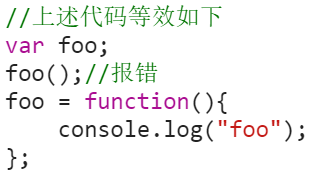 //上述代码等效如下
var foo;
foo();//报错
foo = function(){
    console.log("foo");
};